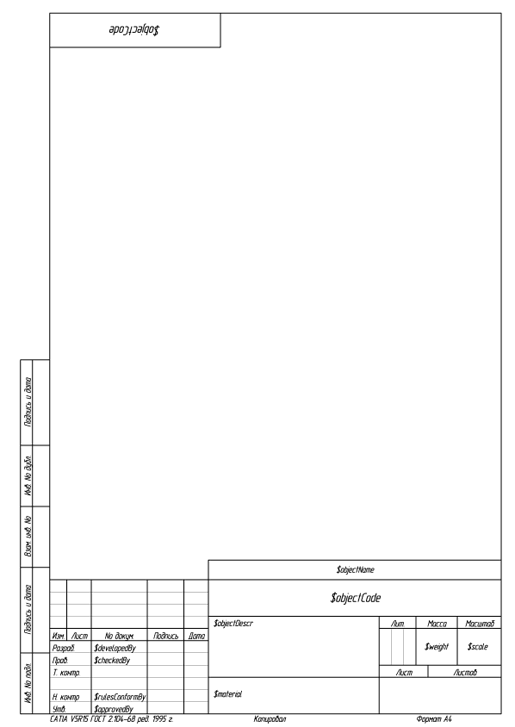 $objectCode
Подпись и дата
Инв. No дубл
Взам инв. No
Подпись и дата
Инв. No подл
$objectName
$objectCode
$objectDescr
Лит Масса Масштаб
Изм Лист No докум Подпись Дата
Разраб $developedBy
$weight $scale
Пров $checkedBy
Т. контр.
Лист Листов
Н. контр $rulesConformBy
$material
Утв $approvedBy
CATIA V5R15 ГОСТ 2.104-68 ред. 1995 г. Копировал Формат А4